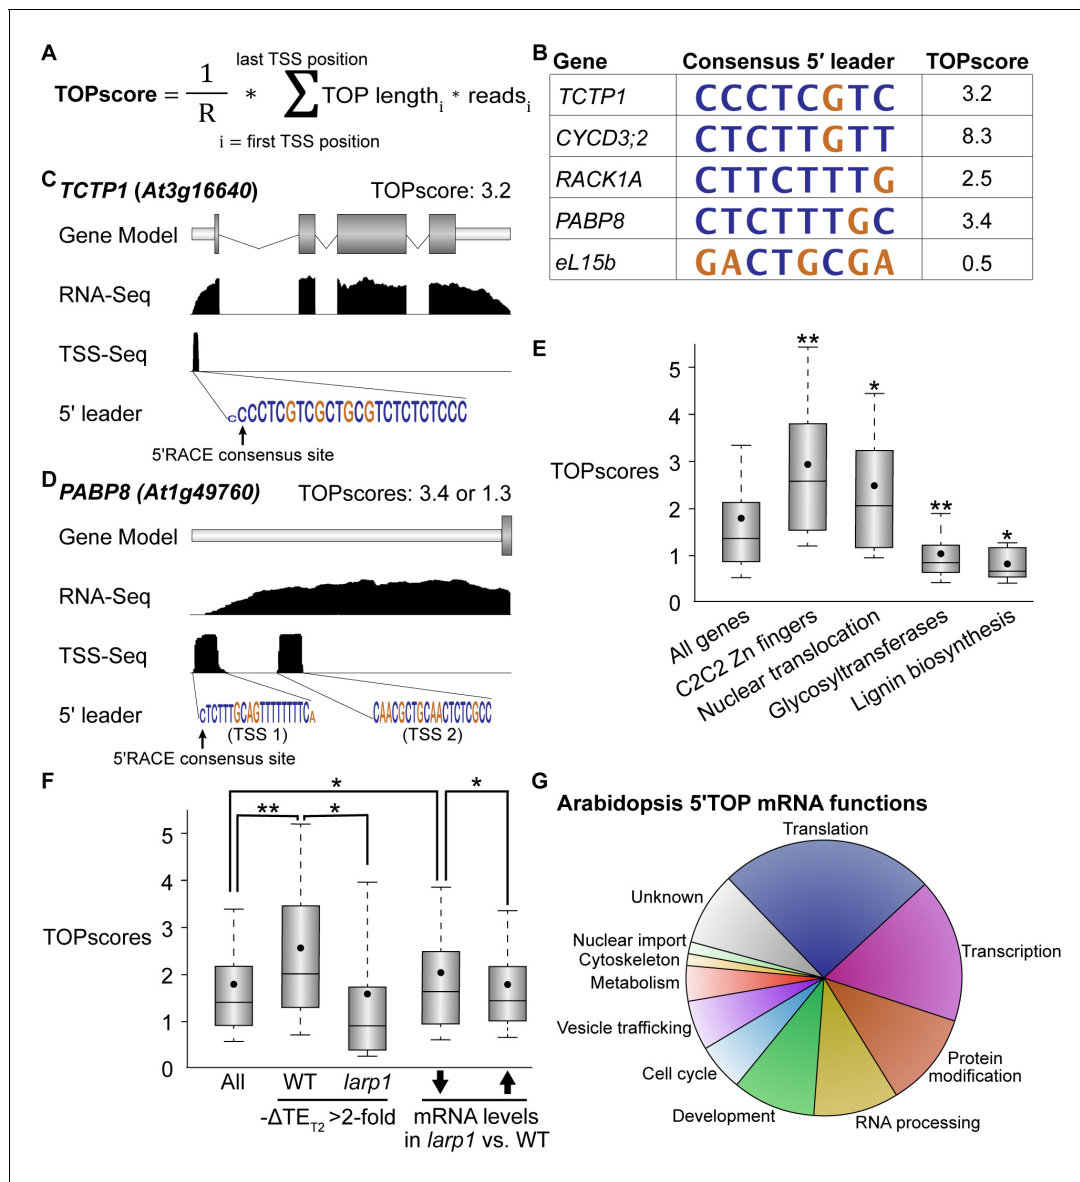 A
TOPscore = 1/R * last TSS position ∑ i = first TSS position TOP length i * reads i
B
Gene Consensus 5′ leader TOPscore
TCTP1 CCCTCGTC 3.2
CYCD3;2 CTCTTGTT 8.3
RACK1A CTTCTTTG 2.5
PABP8 CTCTTTGC 3.4
eL15b GACTGCGA 0.5
C
TCTP1 (At3g16640) TOPscore: 3.2
Gene Model
RNA-Seq
TSS-Seq
5' leader CCCCTCGTCGCTGCGTCTCTCTCCC
5'RACE consensus site
D
PABP8 (At1g49760) TOPscores: 3.4 or 1.3
Gene Model
RNA-Seq
TSS-Seq
5' leader CTCTTTGCAGTTTTTTTTCA CAACGCTGCAACTCTCGCC
(TSS 1) (TSS 2)
5'RACE consensus site
E
TOPscores
5
4
3
2
1
0
** * ** *
All genes
C2C2 Zn fingers
Nuclear translocation
Glycosyltransferases
Lignin biosynthesis
F
TOPscores
5
4
3
2
1
0
* *
** *
All WT larp1
-ΔTE T2 >2-fold
mRNA levels
in larp1 vs. WT
G
Arabidopsis 5'TOP mRNA functions
Translation
Transcription
Protein
modification
RNA processing
Development
Cell cycle
Vesicle trafficking
Metabolism
Cytoskeleton
Nuclear import
Unknown